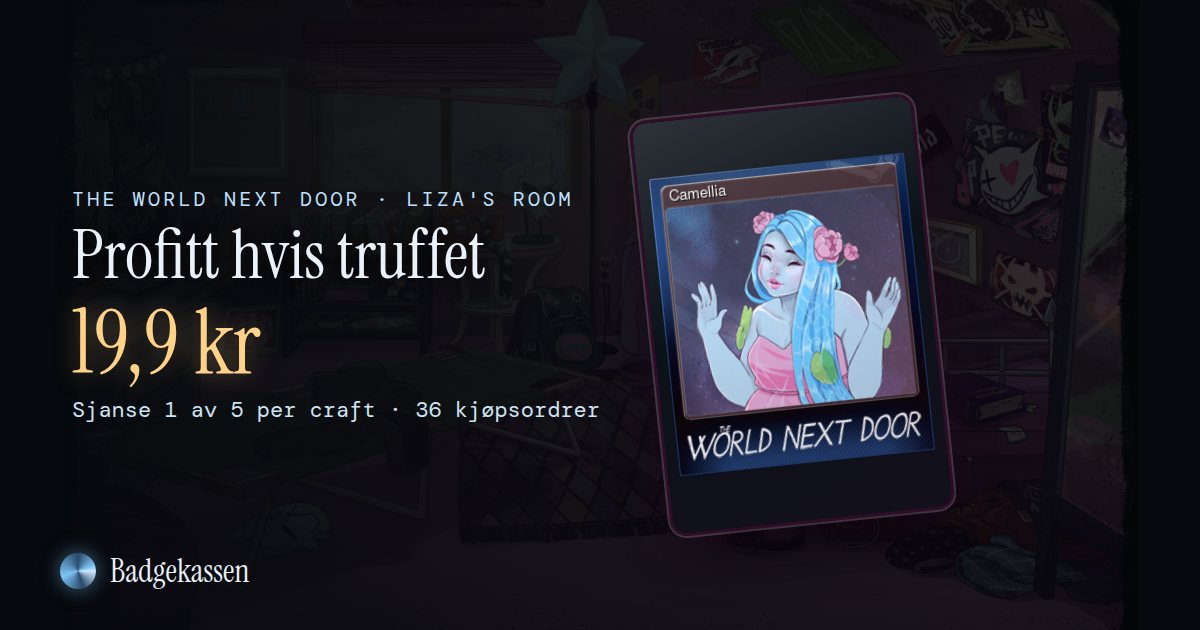 THE WORLD NEXT DOOR · LIZA'S ROOM
Profitt hvis truffet
19,9 kr
Sjanse 1 av 5 per craft · 36 kjøpsordrer
Camellia
THE WORLD NEXT DOOR
Badgekassen